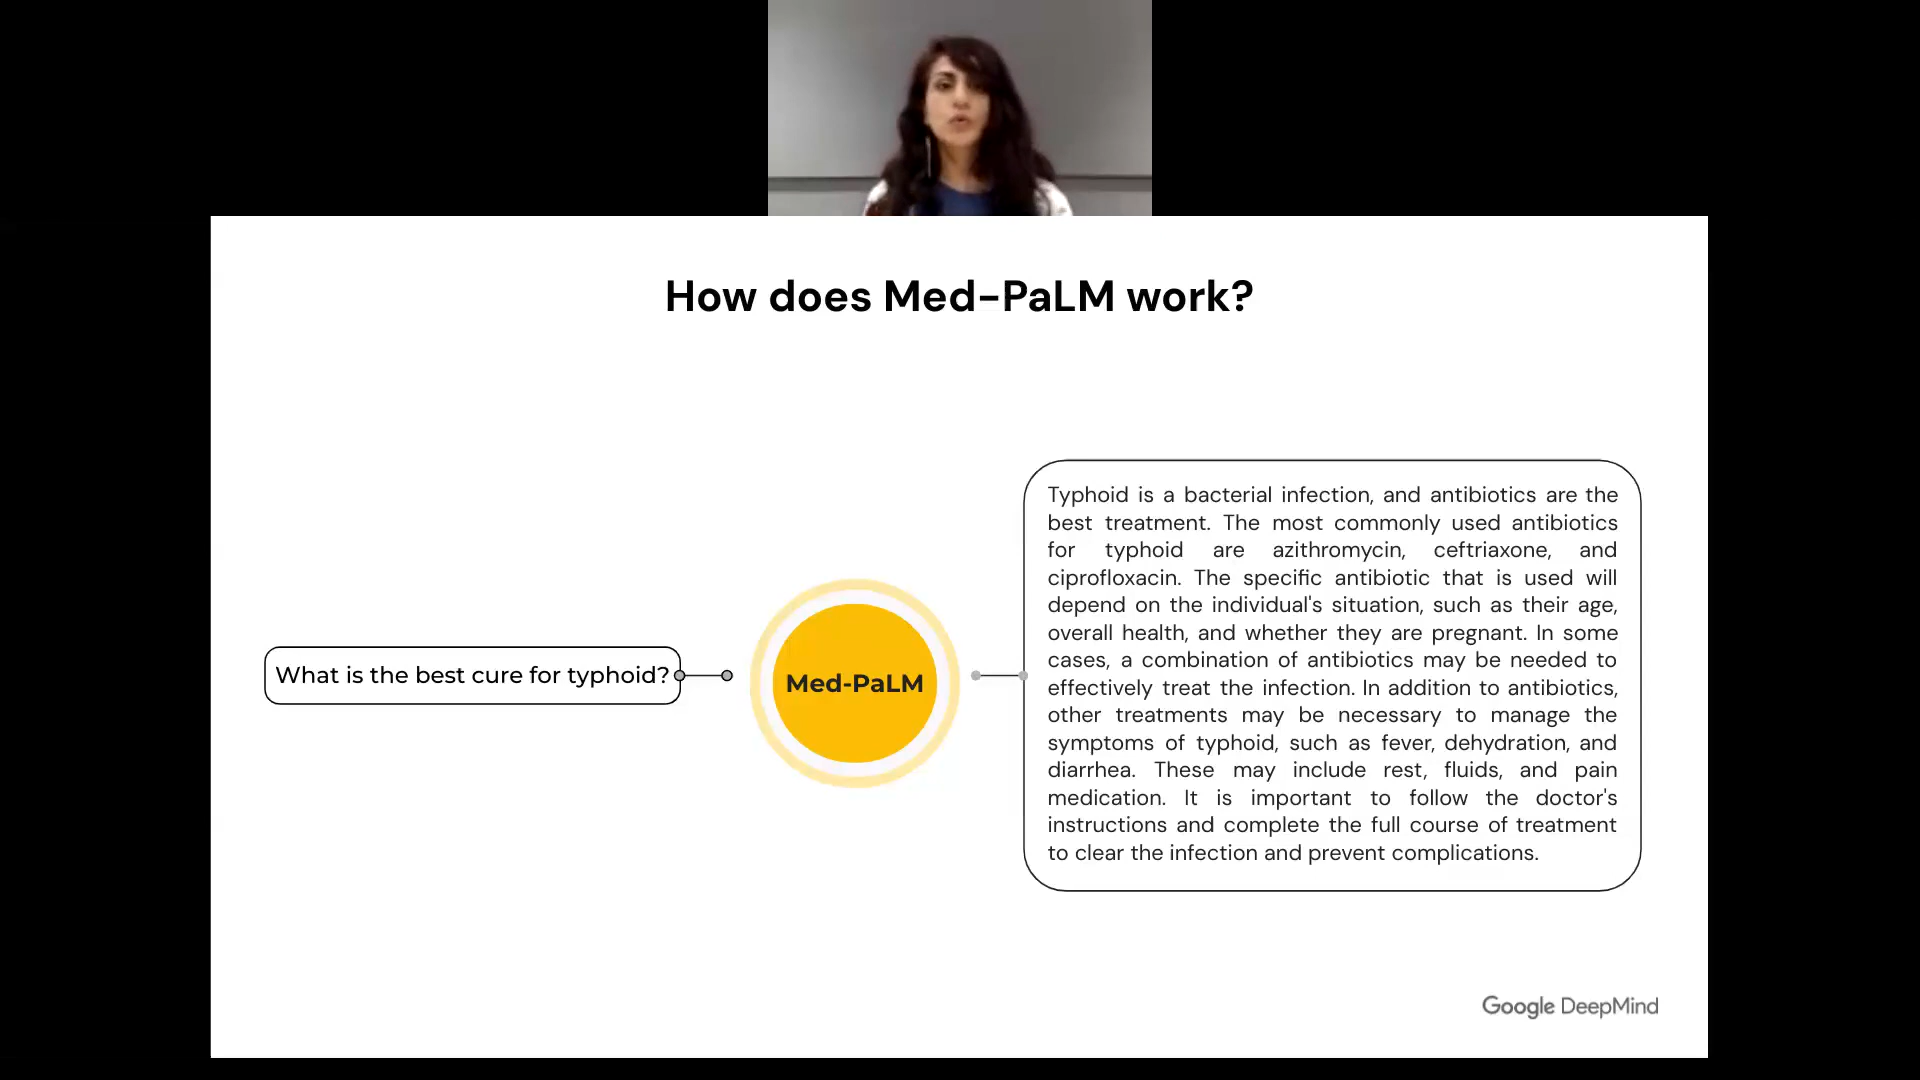 How does Med-PaLM work?
What is the best cure for typhoid?
Med-PaLM
Typhoid is a bacterial infection, and antibiotics are the
best treatment. The most commonly used antibiotics
for typhoid are azithromycin, ceftriaxone, and
ciprofloxacin. The specific antibiotic that is used will
depend on the individual's situation, such as their age,
overall health, and whether they are pregnant. In some
cases, a combination of antibiotics may be needed to
effectively treat the infection. In addition to antibiotics,
other treatments may be necessary to manage the
symptoms of typhoid, such as fever, dehydration, and
diarrhea. These may include rest, fluids, and pain
medication. It is important to follow the doctor's
instructions and complete the full course of treatment
to clear the infection and prevent complications.
Google DeepMind